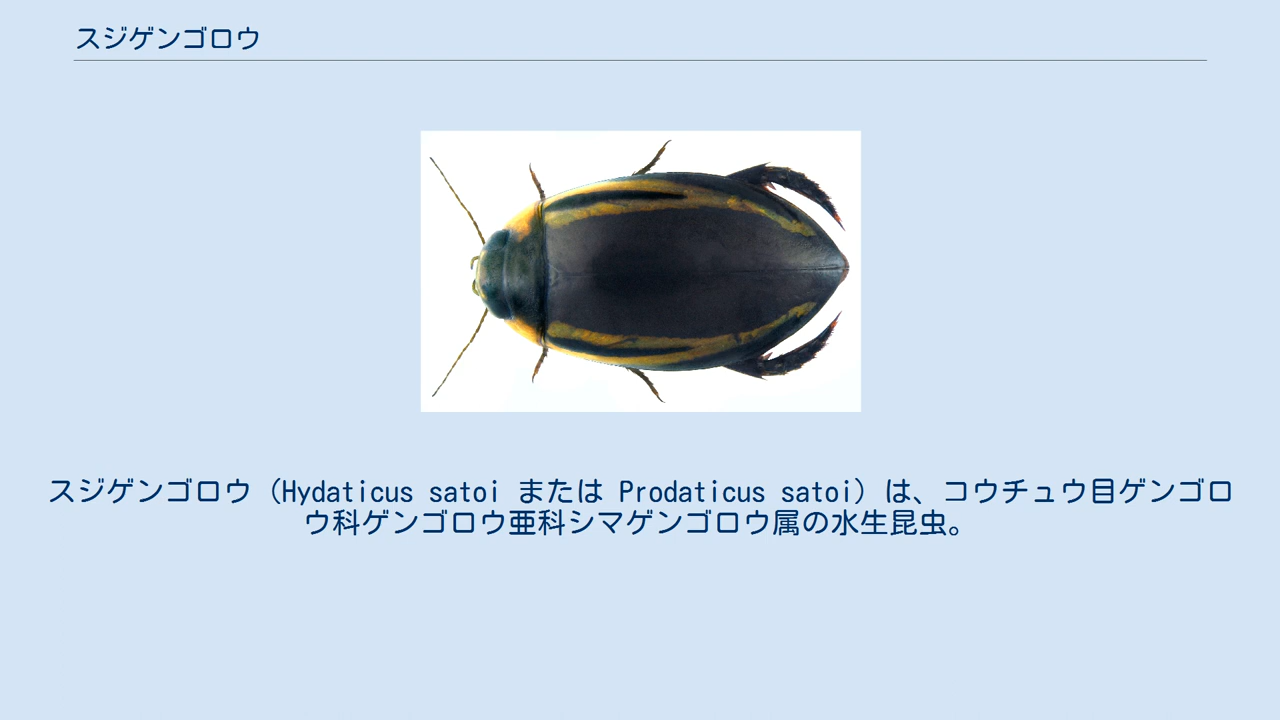 スジゲンゴロウ
スジゲンゴロウ（Hydaticus satoi または Prodaticus satoi）は、コウチュウ目ゲンゴロ
ウ科ゲンゴロウ亜科シマゲンゴロウ属の水生昆虫。